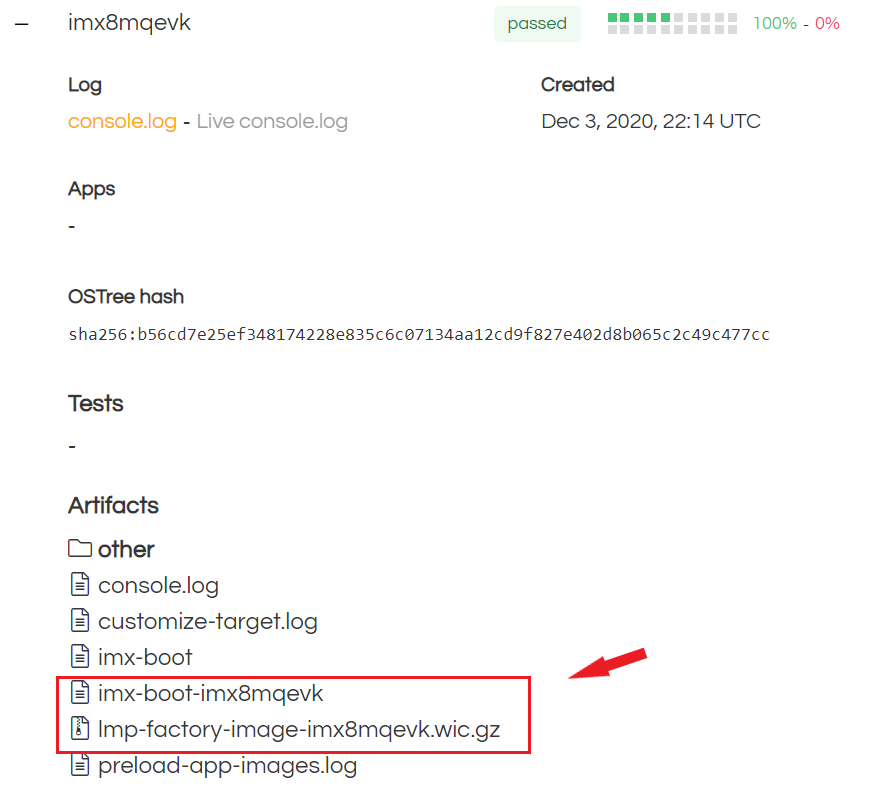 imx8mqevk passed 100% - 0%
Log Created
console.log - Live console.log Dec 3, 2020, 22:14 UTC
Apps
-
OSTree hash
sha256:b56cd7e25ef348174228e835c6c07134aa12cd9f827e402d8b065c2c49c477cc
Tests
-
Artifacts
other
console.log
customize-target.log
imx-boot
imx-boot-imx8mqevk
lmp-factory-image-imx8mqevk.wic.gz
preload-app-images.log